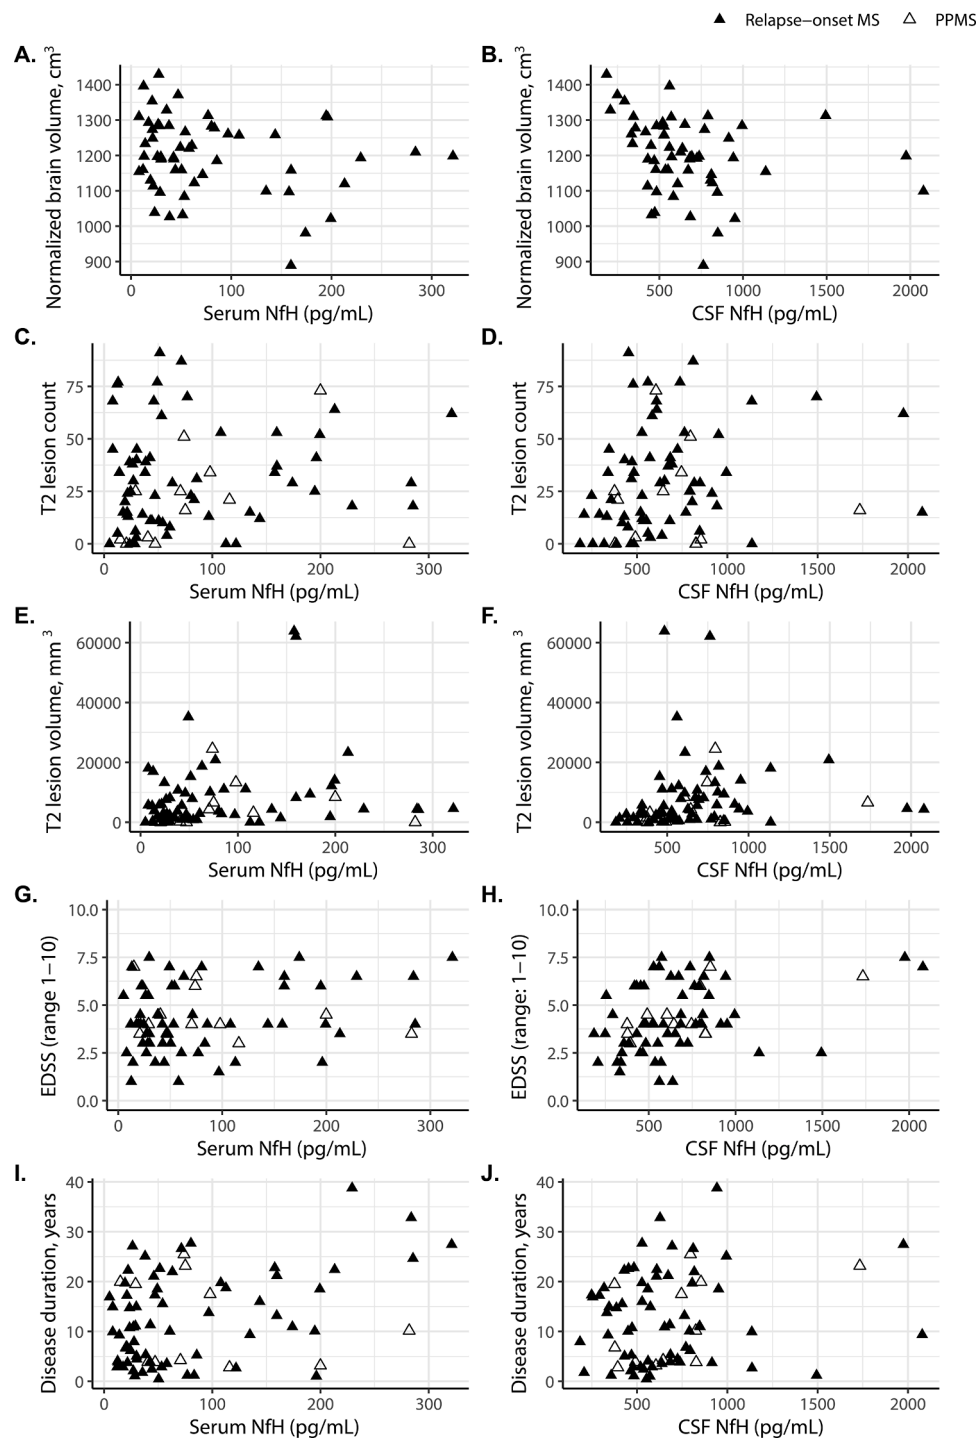 Relapse−onset MS PPMS
A. B.
Normalized brain volume, cm3
1400
1300
1200
1100
1000
900
0 100 200 300
Serum NfH (pg/mL)
Normalized brain volume, cm3
1400
1300
1200
1100
1000
900
500 1000 1500 2000
CSF NfH (pg/mL)
C. D.
T2 lesion count
75
50
25
0
0 100 200 300
Serum NfH (pg/mL)
T2 lesion count
75
50
25
0
500 1000 1500 2000
CSF NfH (pg/mL)
E. F.
T2 lesion volume, mm 3
60000
40000
20000
0
0 100 200 300
Serum NfH (pg/mL)
T2 lesion volume, mm 3
60000
40000
20000
0
500 1000 1500 2000
CSF NfH (pg/mL)
G. H.
EDSS (range 1−10)
10.0
7.5
5.0
2.5
0.0
0 100 200 300
Serum NfH (pg/mL)
EDSS (range: 1−10)
10.0
7.5
5.0
2.5
0.0
500 1000 1500 2000
CSF NfH (pg/mL)
I. J.
Disease duration, years
40
30
20
10
0
0 100 200 300
Serum NfH (pg/mL)
Disease duration, years
40
30
20
10
0
500 1000 1500 2000
CSF NfH (pg/mL)